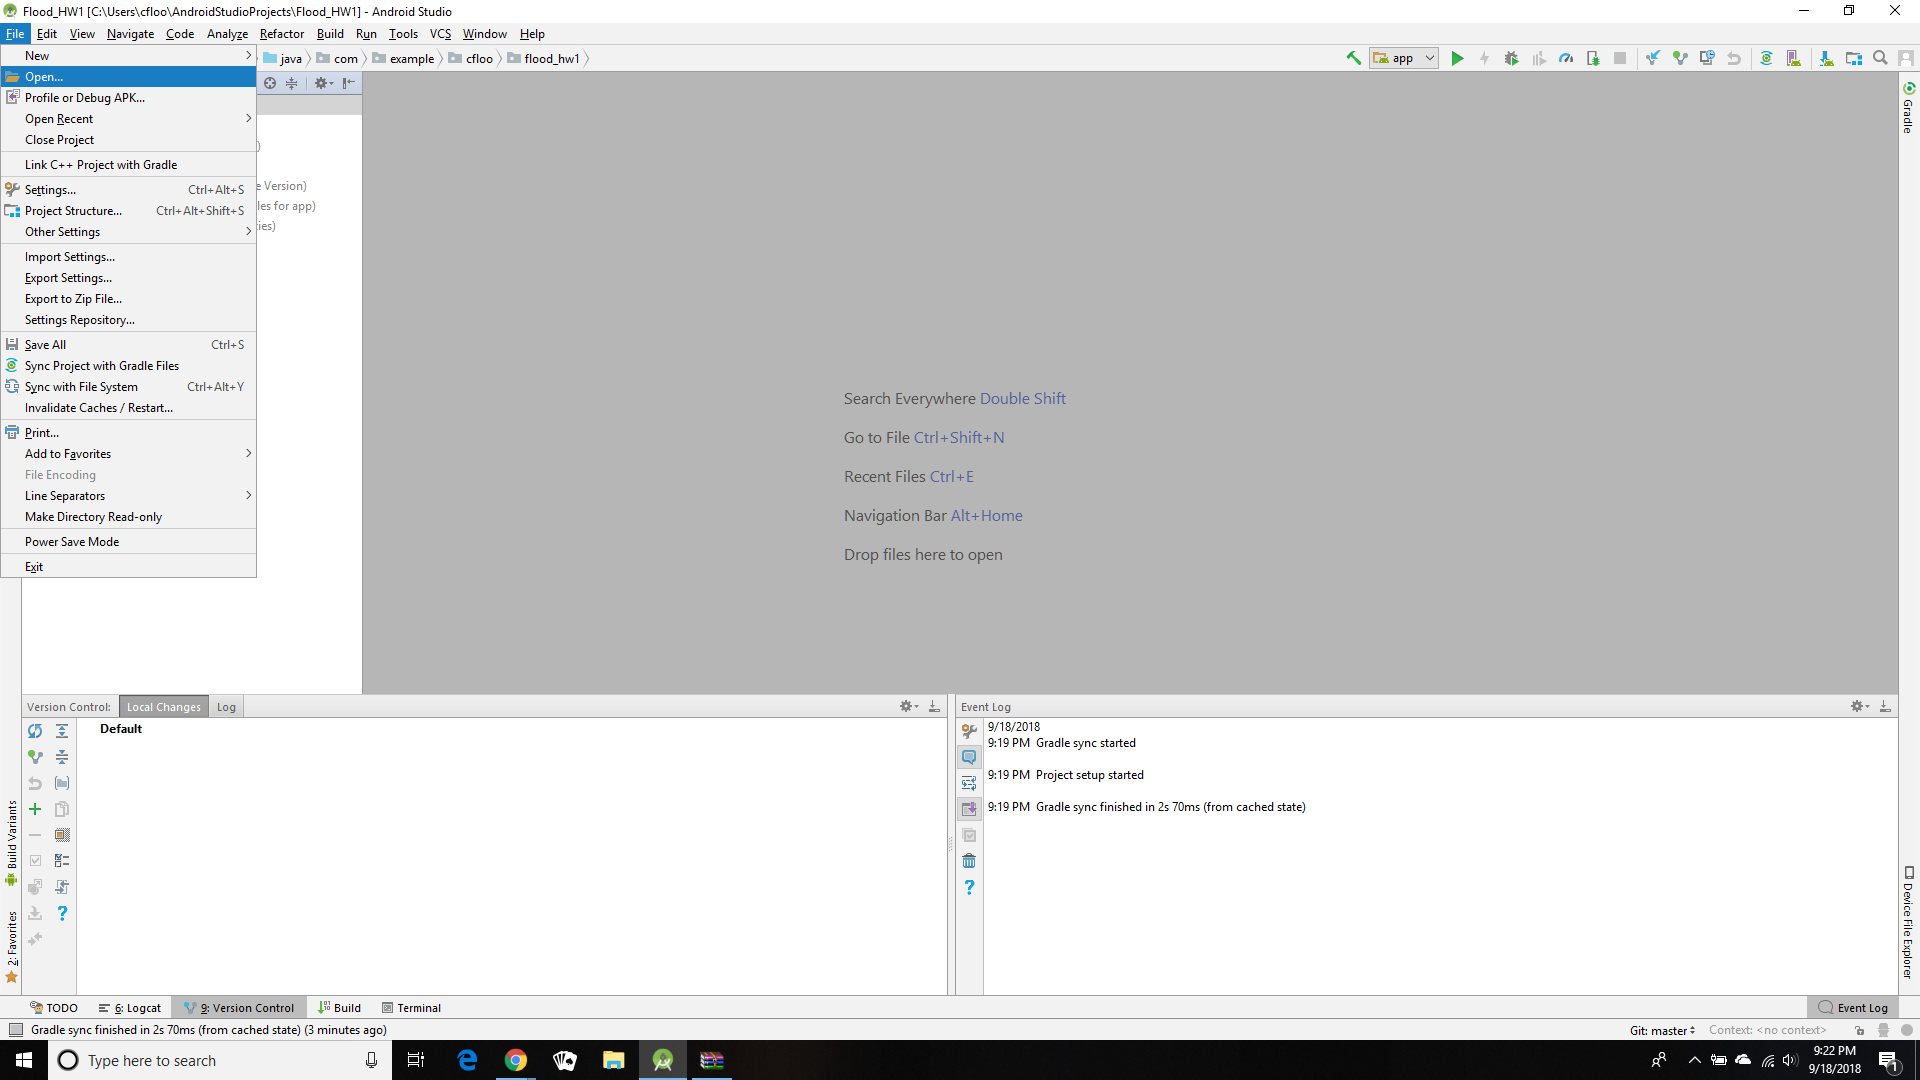 Flood_HW1 [C:\Users\cfloo\AndroidStudioProjects\Flood_HW1] - Android Studio
File Edit View Navigate Code Analyze Refactor Build Run Tools VCS Window Help
java com example cfloo flood_hw1
app
New
Open...
Profile or Debug APK...
Open Recent
Close Project
Link C++ Project with Gradle
Settings... Ctrl+Alt+S
Project Structure... Ctrl+Alt+Shift+S
Other Settings
Import Settings...
Export Settings...
Export to Zip File...
Settings Repository...
Save All Ctrl+S
Sync Project with Gradle Files
Sync with File System Ctrl+Alt+Y
Invalidate Caches / Restart...
Print...
Add to Favorites
File Encoding
Line Separators
Make Directory Read-only
Power Save Mode
Exit
)
e Version)
les for app)
ties)
Search Everywhere Double Shift
Go to File Ctrl+Shift+N
Recent Files Ctrl+E
Navigation Bar Alt+Home
Drop files here to open
Gradle
Device File Explorer
Build Variants
2: Favorites
Version Control: Local Changes Log
Default
Event Log
9/18/2018
9:19 PM Gradle sync started
9:19 PM Project setup started
9:19 PM Gradle sync finished in 2s 70ms (from cached state)
TODO 6: Logcat 9: Version Control Build Terminal Event Log
Gradle sync finished in 2s 70ms (from cached state) (3 minutes ago)
Git: master Context: <no context>
Type here to search
9:22 PM
9/18/2018
1